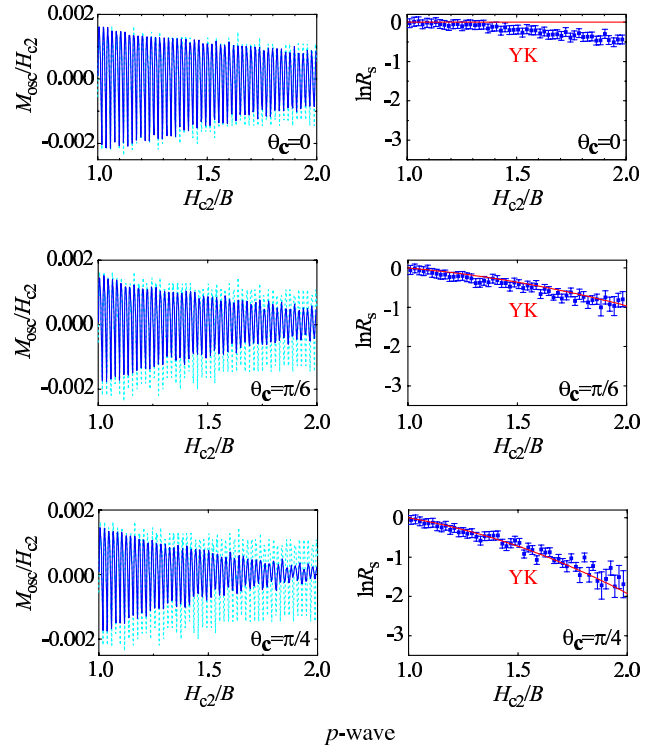 0.002
0.000
-0.002
M_osc/H_c2
θ_c=0
1.0 1.5 2.0
H_c2/B
0
-1
-2
-3
lnR_s
YK
θ_c=0
1.0 1.5 2.0
H_c2/B
0.002
0.000
-0.002
M_osc/H_c2
θ_c=π/6
1.0 1.5 2.0
H_c2/B
0
-1
-2
-3
lnR_s
YK
θ_c=π/6
1.0 1.5 2.0
H_c2/B
0.002
0.000
-0.002
M_osc/H_c2
θ_c=π/4
1.0 1.5 2.0
H_c2/B
0
-1
-2
-3
lnR_s
YK
θ_c=π/4
1.0 1.5 2.0
H_c2/B
p-wave